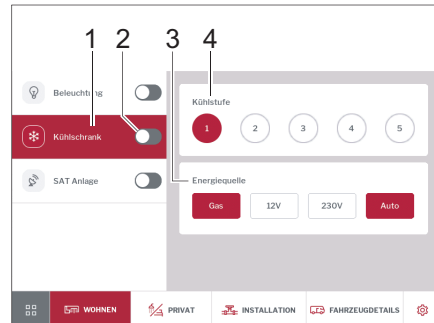 1 2 3 4
Beleuchtung
Kühlschrank
SAT Anlage
Kühlstufe
1 2 3 4 5
Energiequelle
Gas 12V 230V Auto
WOHNEN PRIVAT INSTALLATION FAHRZEUGDETAILS